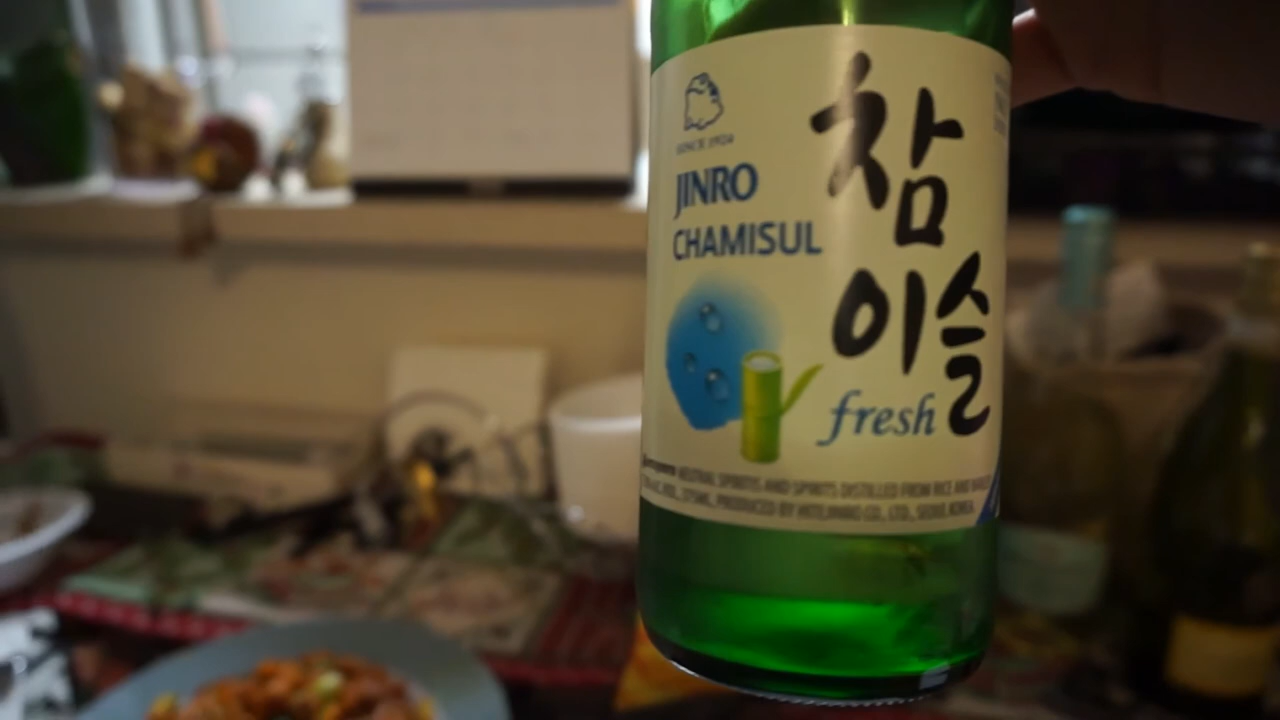 SINCE 1924
JINRO
CHAMISUL
참
이슬
fresh
NEUTRAL SPIRITS AND SPIRITS DISTILLED FROM RICE AND BARLEY
PRODUCED BY HITEJINRO CO., LTD., SEOUL KOREA